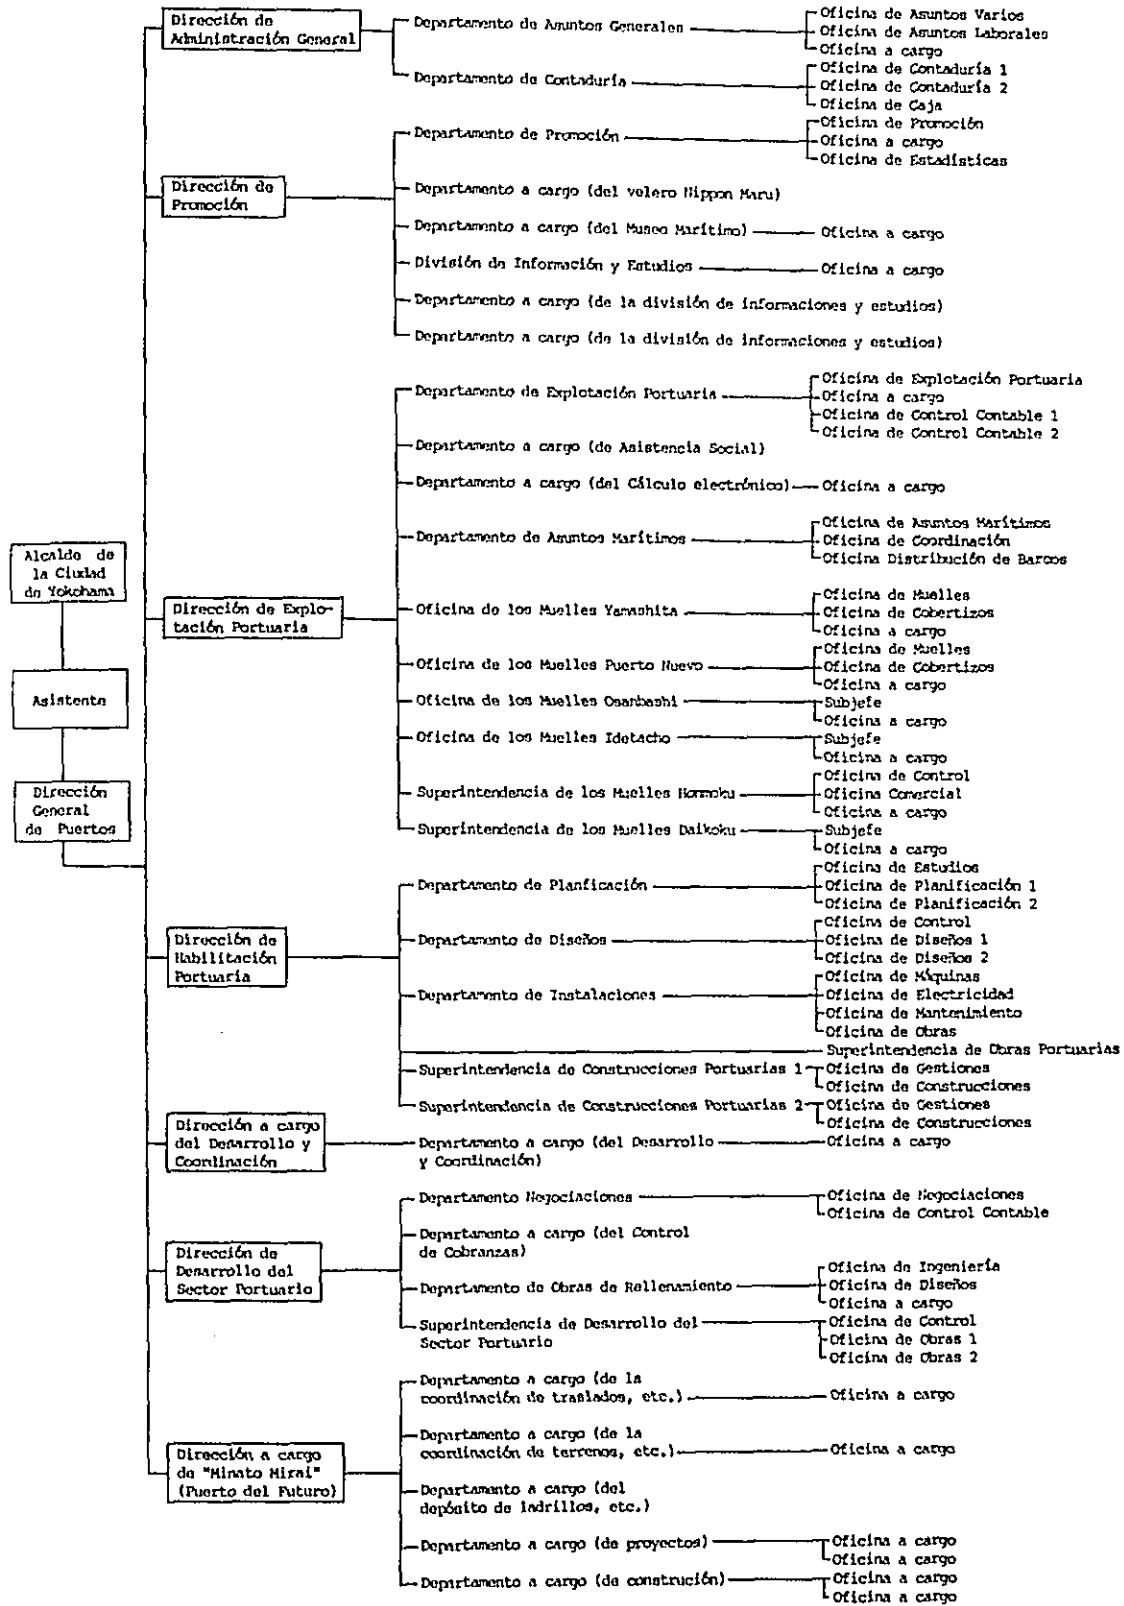 Alcalde de
la Ciudad
de Yokohama
Asistente
Dirección
General
de Puertos
Dirección de
Administración General
Departamento de Asuntos Generales
Oficina de Asuntos Varios
Oficina de Asuntos Laborales
Oficina a cargo
Departamento de Contaduría
Oficina de Contaduría 1
Oficina de Contaduría 2
Oficina de Caja
Dirección de
Promoción
Departamento de Promoción
Oficina de Promoción
Oficina a cargo
Oficina de Estadísticas
Departamento a cargo (del velero Nippon Maru)
Departamento a cargo (del Museo Marítimo)
Oficina a cargo
División de Información y Estudios
Oficina a cargo
Departamento a cargo (de la división de informaciones y estudios)
Departamento a cargo (de la división de informaciones y estudios)
Dirección de Explo-
tación Portuaria
Departamento de Explotación Portuaria
Oficina de Explotación Portuaria
Oficina a cargo
Oficina de Control Contable 1
Oficina de Control Contable 2
Departamento a cargo (de Asistencia Social)
Departamento a cargo (del Cálculo electrónico)
Oficina a cargo
Departamento de Asuntos Marítimos
Oficina de Asuntos Marítimos
Oficina de Coordinación
Oficina Distribución de Barcos
Oficina de los Muelles Yamashita
Oficina de Muelles
Oficina de Cobertizos
Oficina a cargo
Oficina de los Muelles Puerto Nuevo
Oficina de Muelles
Oficina de Cobertizos
Oficina a cargo
Oficina de los Muelles Osanbashi
Subjefe
Oficina a cargo
Oficina de los Muelles Idetacho
Subjefe
Oficina a cargo
Superintendencia de los Muelles Honmoku
Oficina de Control
Oficina Comercial
Oficina a cargo
Superintendencia de los Muelles Daikoku
Subjefe
Oficina a cargo
Dirección de
Habilitación
Portuaria
Departamento de Planficación
Oficina de Estudios
Oficina de Planificación 1
Oficina de Planificación 2
Departamento de Diseños
Oficina de Control
Oficina de Diseños 1
Oficina de Diseños 2
Departamento de Instalaciones
Oficina de Máquinas
Oficina de Electricidad
Oficina de Mantenimiento
Oficina de Obras
Superintendencia de Obras Portuarias
Superintendencia de Construcciones Portuarias 1
Oficina de Gestiones
Oficina de Construcciones
Superintendencia de Construcciones Portuarias 2
Oficina de Gestiones
Oficina de Construcciones
Dirección a cargo
del Desarrollo y
Coordinación
Departamento a cargo (del Desarrollo
y Coordinación)
Oficina a cargo
Dirección de
Desarrollo del
Sector Portuario
Departamento Negociaciones
Oficina de Negociaciones
Oficina de Control Contable
Departamento a cargo (del Control
de Cobranzas)
Departamento de Obras de Rellenamiento
Oficina de Ingeniería
Oficina de Diseños
Oficina a cargo
Superintendencia de Desarrollo del
Sector Portuario
Oficina de Control
Oficina de Obras 1
Oficina de Obras 2
Dirección a cargo
de "Minato Mirai"
(Puerto del Futuro)
Departamento a cargo (de la
coordinación de traslados, etc.)
Oficina a cargo
Departamento a cargo (de la
coordinación de terrenos, etc.)
Oficina a cargo
Departamento a cargo (del
depósito de ladrillos, etc.)
Departamento a cargo (de proyectos)
Oficina a cargo
Oficina a cargo
Departamento a cargo (de construción)
Oficina a cargo
Oficina a cargo